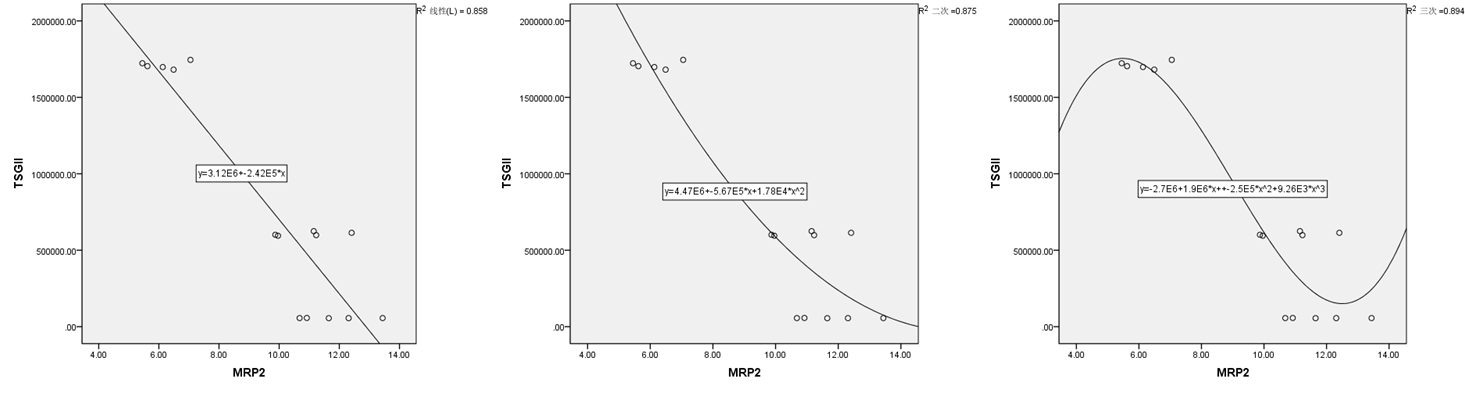 R² 线性(L) = 0.858
2000000.00
1500000.00
1000000.00
500000.00
.00
TSGII
y=3.12E6+-2.42E5*x
4.00 6.00 8.00 10.00 12.00 14.00
MRP2
R² 二次 =0.875
2000000.00
1500000.00
1000000.00
500000.00
.00
TSGII
y=4.47E6+-5.67E5*x+1.78E4*x^2
4.00 6.00 8.00 10.00 12.00 14.00
MRP2
R² 三次 =0.894
2000000.00
1500000.00
1000000.00
500000.00
.00
TSGII
y=-2.7E6+1.9E6*x++-2.5E5*x^2+9.26E3*x^3
4.00 6.00 8.00 10.00 12.00 14.00
MRP2